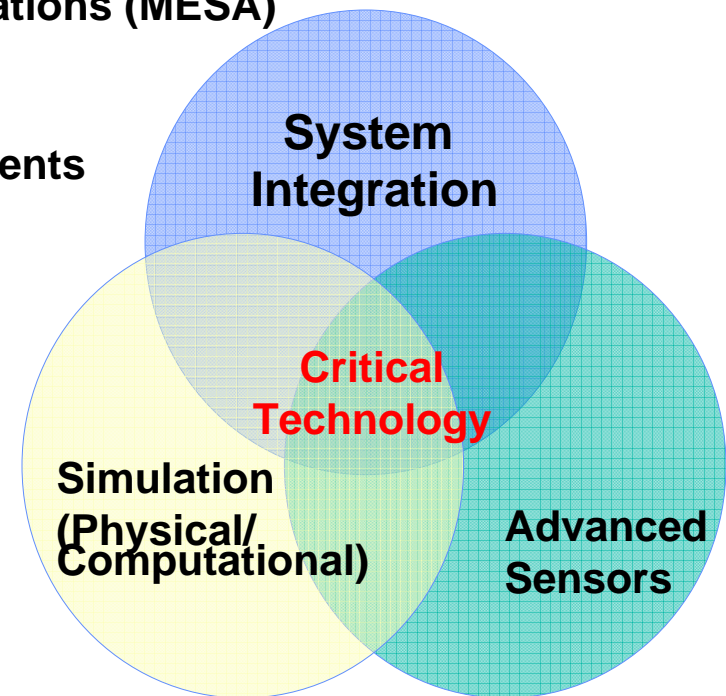 ations (MESA)
ents
System
Integration
Critical
Technology
Simulation
(Physical/
Computational)
Advanced
Sensors